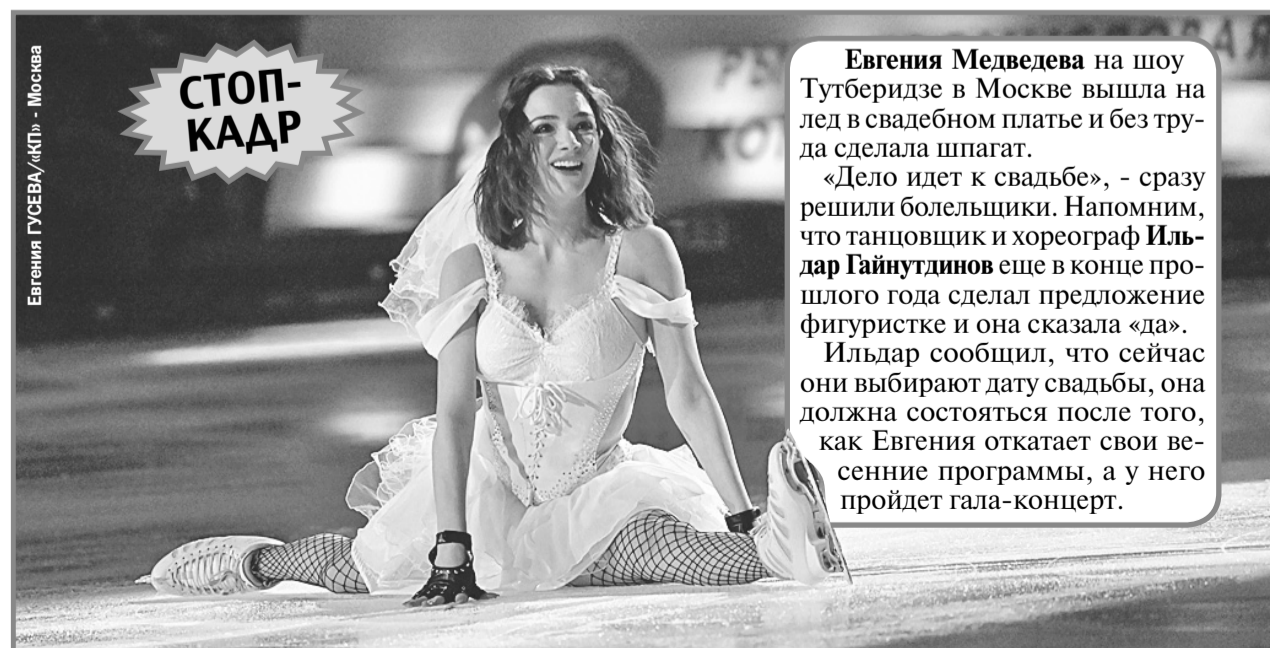 Евгения ГУСЕВА/«КП» - Москва
СТОП-
КАДР
Евгения Медведева на шоу
Тутберидзе в Москве вышла на
лед в свадебном платье и без тру-
да сделала шпагат.
«Дело идет к свадьбе», - сразу
решили болельщики. Напомним,
что танцовщик и хореограф Иль-
дар Гайнутдинов еще в конце про-
шлого года сделал предложение
фигуристке и она сказала «да».
Ильдар сообщил, что сейчас
они выбирают дату свадьбы, она
должна состояться после того,
как Евгения откатает свои ве-
сенние программы, а у него
пройдет гала-концерт.